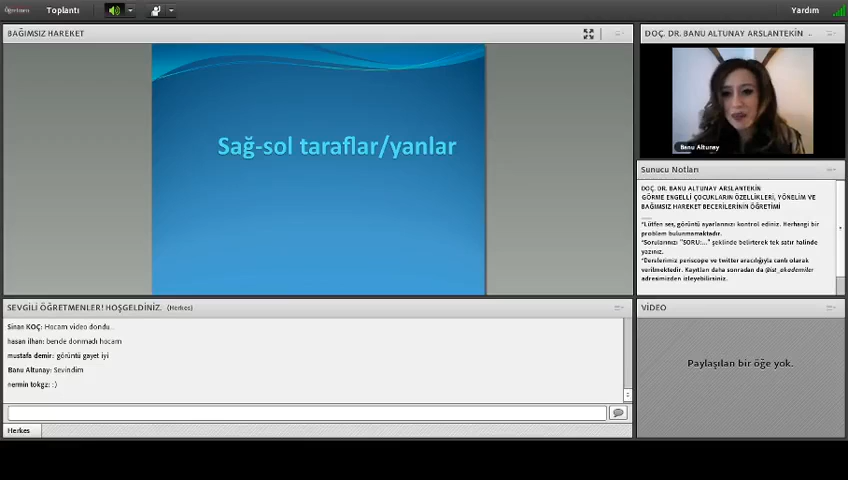 Öğretmen Toplantı Yardım
BAĞIMSIZ HAREKET
Sağ-sol taraflar/yanlar
DOÇ. DR. BANU ALTUNAY ARSLANTEKİN ..
Banu Altunay
Sunucu Notları
DOÇ. DR. BANU ALTUNAY ARSLANTEKİN
GÖRME ENGELLİ ÇOCUKLARIN ÖZELLİKLERİ, YÖNELİM VE
BAĞIMSIZ HAREKET BECERİLERİNİN ÖĞRETİMİ
*Lütfen ses, görüntü ayarlarınızı kontrol ediniz. Herhangi bir
problem bulunmamaktadır.
*Sorularınızı "SORU:..." şeklinde belirterek tek satır halinde
yazınız.
*Derslerimiz periscope ve twitter aracılığıyla canlı olarak
verilmektedir. Kayıtları daha sonradan da @ist_akademiler
adresimizden izleyebilirsiniz.
SEVGİLİ ÖĞRETMENLER! HOŞGELDİNİZ. (Herkes)
Sinan KOÇ: Hocam video dondu..
hasan ilhan: bende donmadı hocam
mustafa demir: görüntü gayet iyi
Banu Altunay: Sevindim
nermin tokgz: :)
Herkes
VİDEO
Paylaşılan bir öğe yok.